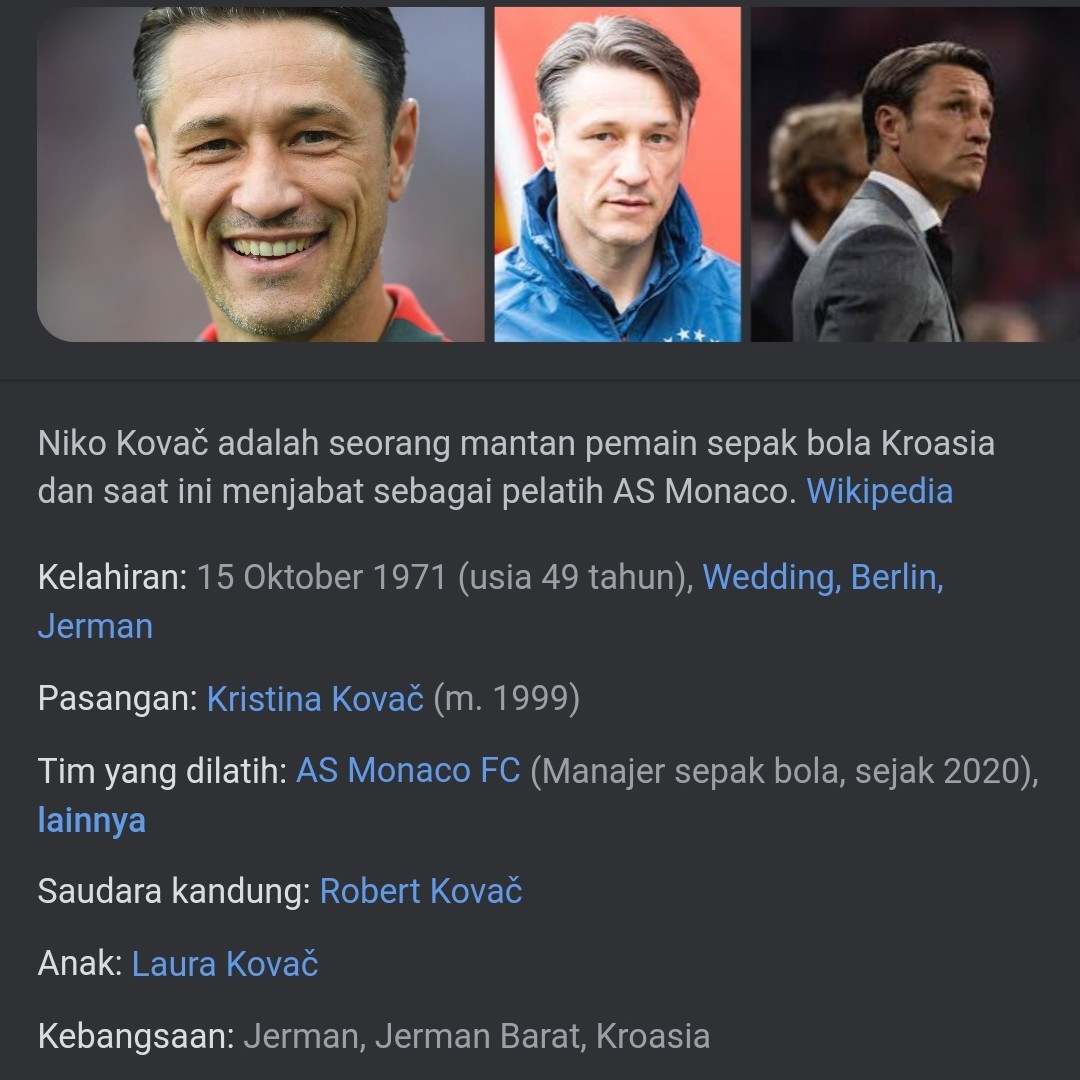 Niko Kovač adalah seorang mantan pemain sepak bola Kroasia
dan saat ini menjabat sebagai pelatih AS Monaco. Wikipedia
Kelahiran: 15 Oktober 1971 (usia 49 tahun), Wedding, Berlin,
Jerman
Pasangan: Kristina Kovač (m. 1999)
Tim yang dilatih: AS Monaco FC (Manajer sepak bola, sejak 2020),
lainnya
Saudara kandung: Robert Kovač
Anak: Laura Kovač
Kebangsaan: Jerman, Jerman Barat, Kroasia